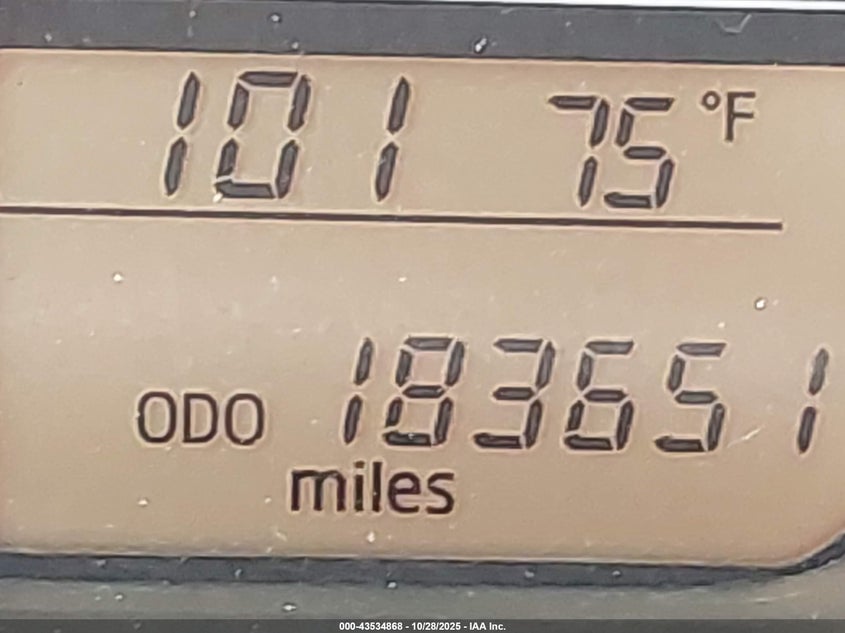 101 75 °F
ODO 183651
miles
000-43534868 - 10/28/2025 - IAA Inc.